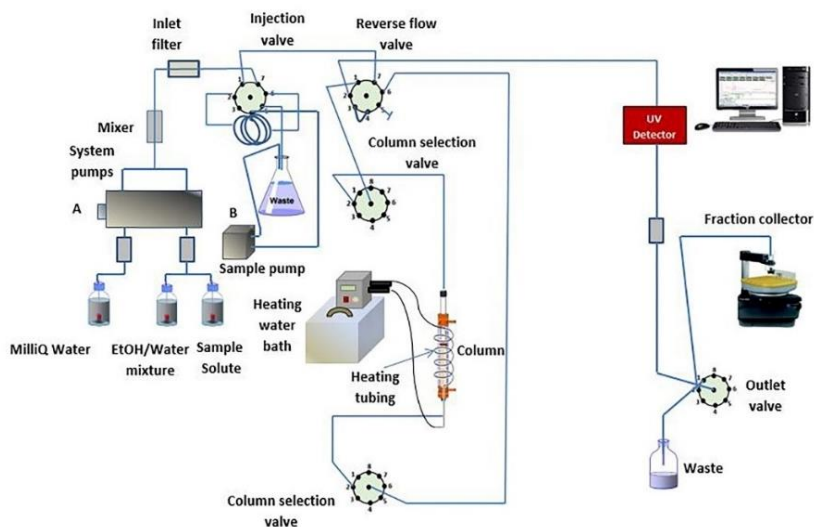 Inlet
filter
Injection
valve
Reverse flow
valve
Mixer
System
pumps
A
Waste
B
Sample pump
Column selection
valve
UV
Detector
Fraction collector
MilliQ Water
EtOH/Water
mixture
Sample
Solute
Heating
water
bath
Heating
tubing
Column
Column selection
valve
Outlet
valve
Waste